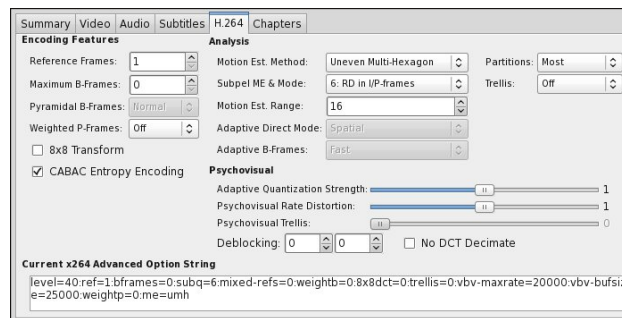 Summary Video Audio Subtitles H.264 Chapters
Encoding Features
Reference Frames: 1
Maximum B-Frames: 0
Pyramidal B-Frames: Normal
Weighted P-Frames: Off
8x8 Transform
CABAC Entropy Encoding
Analysis
Motion Est. Method: Uneven Multi-Hexagon Partitions: Most
Subpel ME & Mode: 6: RD in I/P-frames Trellis: Off
Motion Est. Range: 16
Adaptive Direct Mode: Spatial
Adaptive B-Frames: Fast
Psychovisual
Adaptive Quantization Strength: 1
Psychovisual Rate Distortion: 1
Psychovisual Trellis: 0
Deblocking: 0 0 No DCT Decimate
Current x264 Advanced Option String
level=40:ref=1:bframes=0:subq=6:mixed-refs=0:weightb=0:8x8dct=0:trellis=0:vbv-maxrate=20000:vbv-bufsiz
e=25000:weightp=0:me=umh